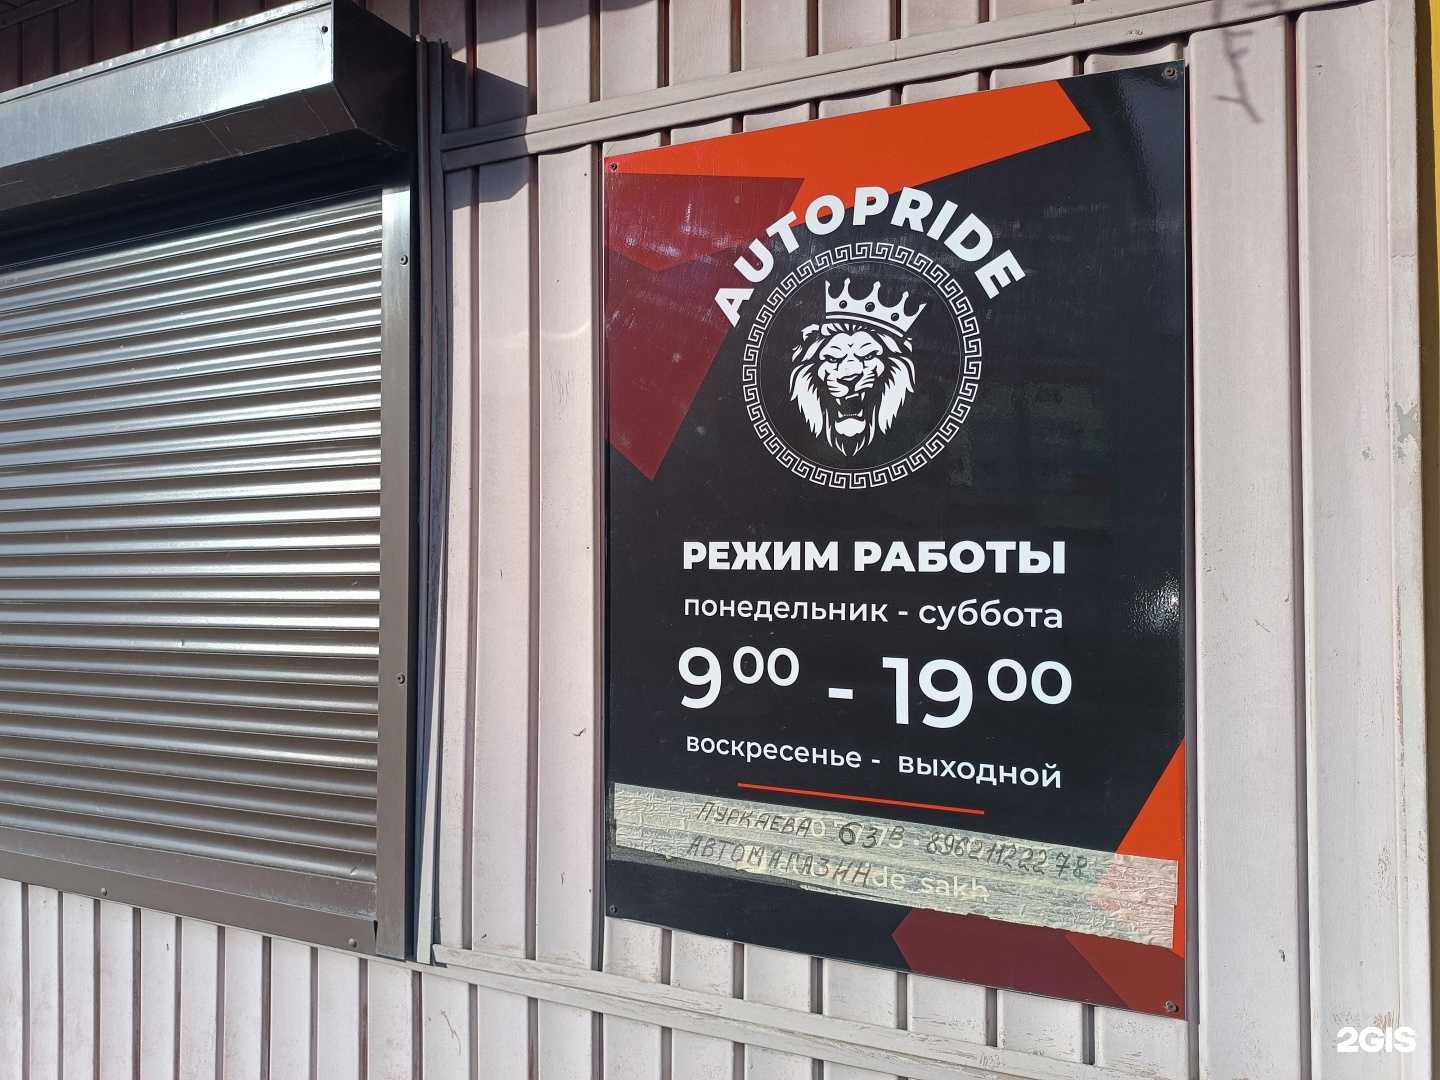 AUTOPRIDE
РЕЖИМ РАБОТЫ
понедельник - суббота
9⁰⁰ - 19⁰⁰
воскресенье - выходной
ПУРКАЕВА 63 В 89621122278
АВТОМАГАЗИН de_sakh
2GIS